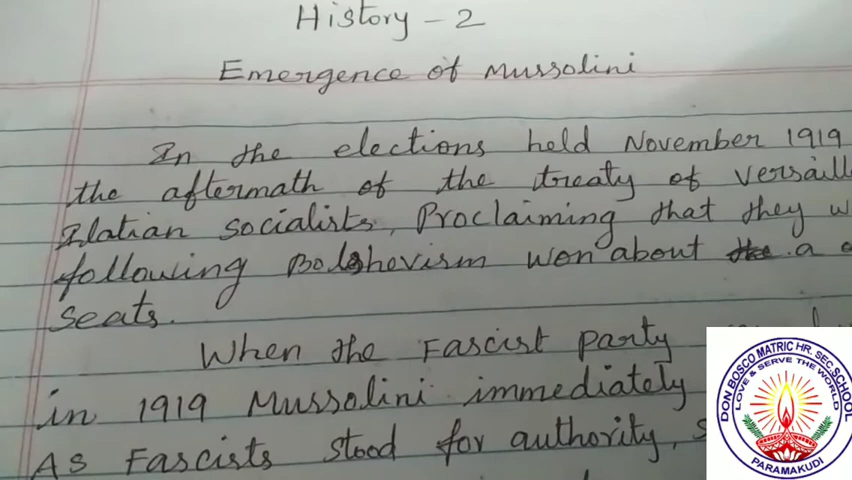 History - 2
Emergence of Mussolini
In the elections held November 1919
the aftermath of the treaty of Versaill
Ilatian socialists, Proclaiming that they w
following Bolshevism won about a
seats.
When the Fascist Party
in 1919 Mussolini immediately
As Fascists stood for authority, s
DON BOSCO MATRIC HR. SEC. SCHOOL
LOVE & SERVE THE WORLD
PARAMAKUDI